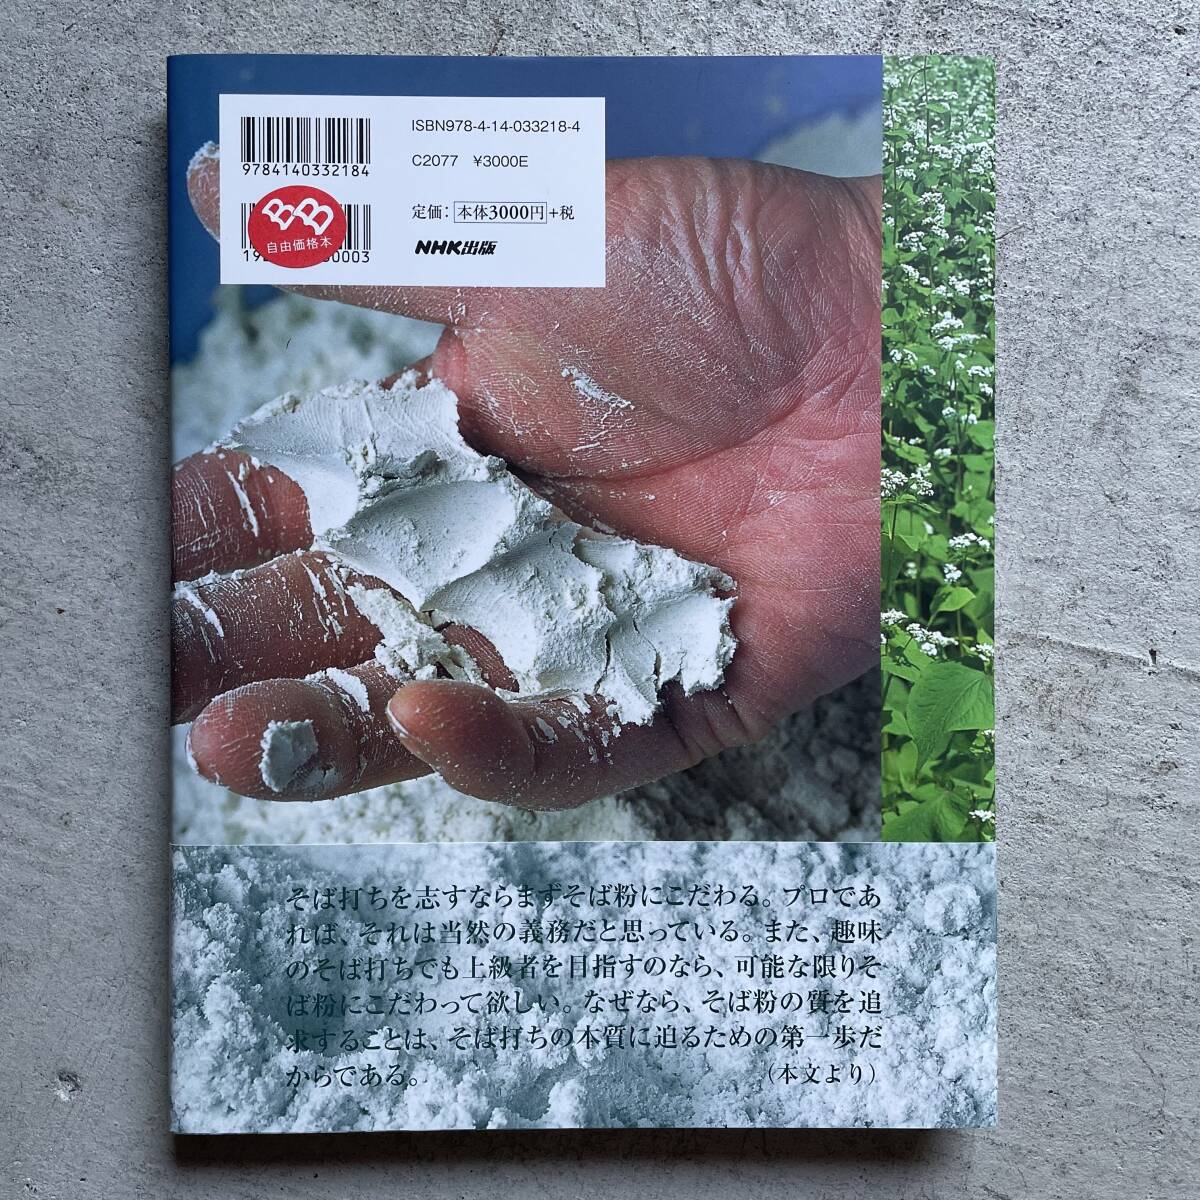 ISBN978-4-14-033218-4
9784140332184
C2077 ¥3000E
BB
自由価格本
定価：本体3000円+税
NHK出版
そば打ちを志すならまずそば粉にこだわる。プロであ
れば、それは当然の義務だと思っている。また、趣味
のそば打ちでも上級者を目指すのなら、可能な限りそ
ば粉にこだわって欲しい。なぜなら、そば粉の質を追
求することは、そば打ちの本質に迫るための第一歩だ
からである。
（本文より）